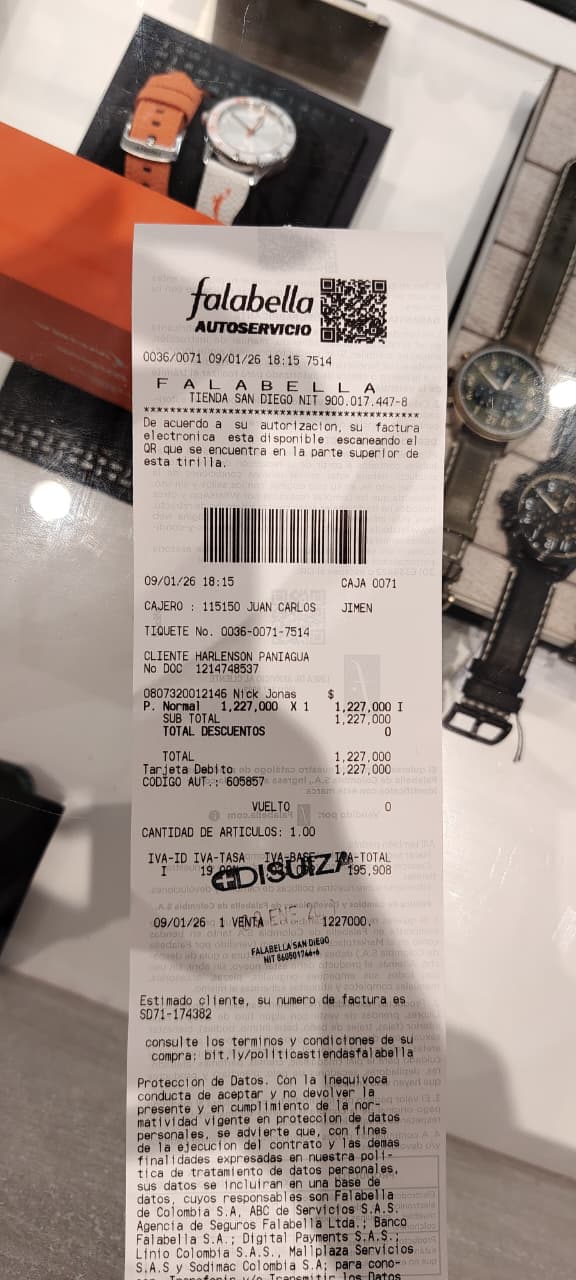 falabella
AUTOSERVICIO
0036/0071 09/01/26 18:15 7514
FALABELLA
TIENDA SAN DIEGO NIT 900.017.447-8
******************************************
De acuerdo a su autorizacion, su factura
electronica esta disponible escaneando el
QR que se encuentra en la parte superior de
esta tirilla.
09/01/26 18:15 CAJA 0071
CAJERO : 115150 JUAN CARLOS JIMEN
TIQUETE No. 0036-0071-7514
CLIENTE HARLENSON PANIAGUA
No DOC 1214748537
0807320012146 Nick Jonas $
P. Normal 1,227,000 X 1 1,227,000 I
SUB TOTAL 1,227,000
TOTAL DESCUENTOS 0
TOTAL 1,227,000
Tarjeta Debito 1,227,000
CODIGO AUT.: 605857
VUELTO 0
CANTIDAD DE ARTICULOS: 1.00
IVA-ID IVA-TASA IVA-BASE IVA-TOTAL
I 195,908
DISUIZA
09/01/26 1 VENTA 1227000.
FALABELLA SAN DIEGO
Estimado cliente, su numero de factura es
SD71-174382
consulte los terminos y condiciones de su
compra: bit.ly/politicastiendasfalabella
Proteccion de Datos. Con la inequivoca
conducta de aceptar y no devolver la
presente y en cumplimiento de la nor-
matividad vigente en proteccion de datos
personales, se advierte que, con fines
de la ejecucion del contrato y las demas
finalidades expresadas en nuestra poli-
tica de tratamiento de datos personales,
sus datos se incluiran en una base de
datos, cuyos responsables son Falabella
de Colombia S.A, ABC de Servicios S.A.S.
Agencia de Seguros Falabella Ltda.; Banco
Falabella S.A.; Digital Payments S.A.S.;
Linio Colombia S.A.S., Mallplaza Servicios
S.A.S y Sodimac Colombia S.A; para cono-